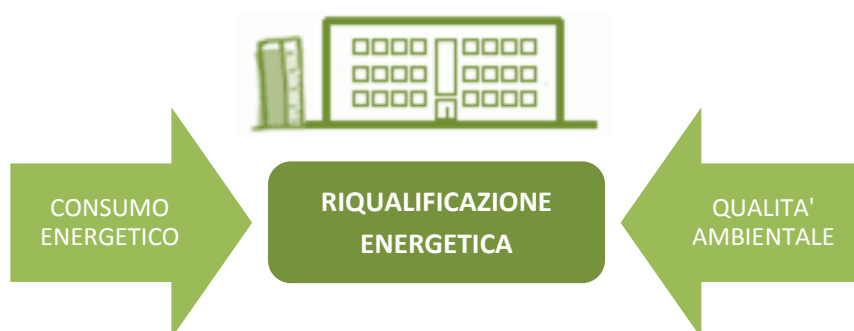 CONSUMO
ENERGETICO
RIQUALIFICAZIONE
ENERGETICA
QUALITA'
AMBIENTALE